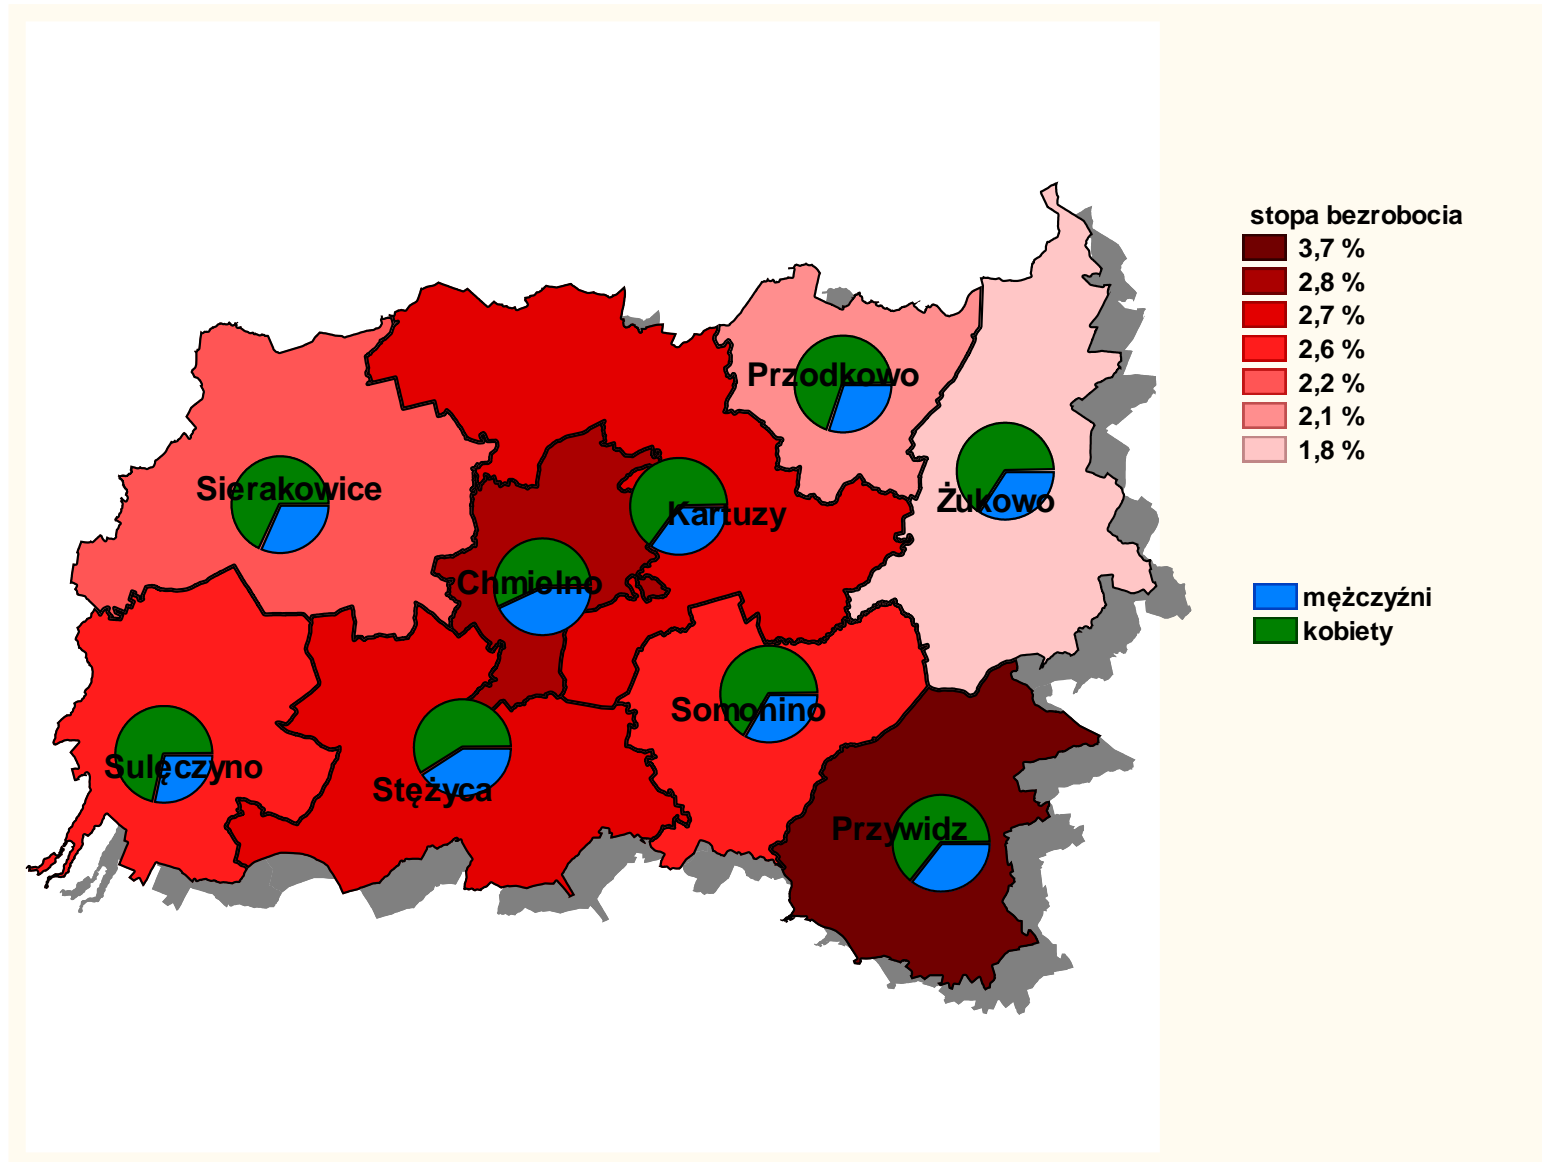 stopa bezrobocia
3,7 %
2,8 %
2,7 %
2,6 %
2,2 %
2,1 %
1,8 %
Przodkowo
Sierakowice
Żukowo
Kartuzy
Chmielno
mężczyźni
kobiety
Somonino
Sulęczyno
Stężyca
Przywidz